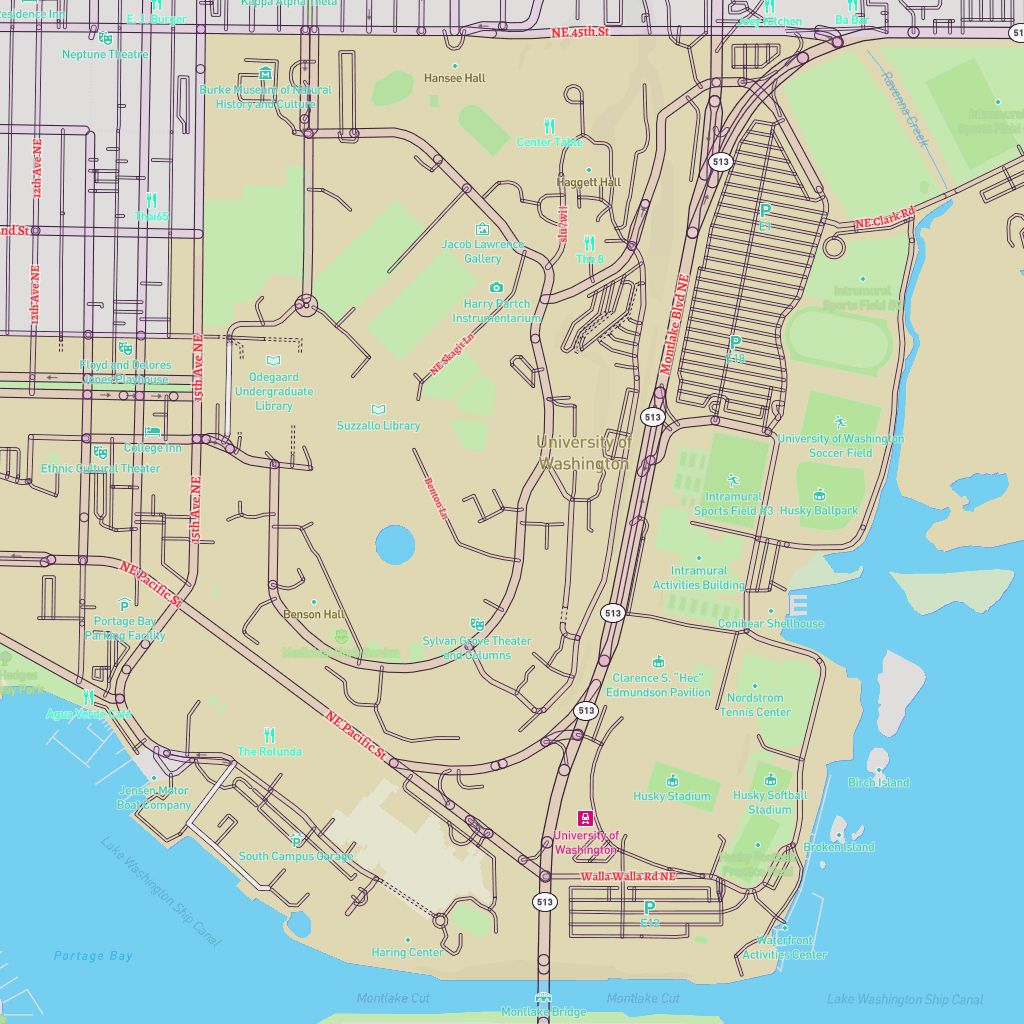 Residence Inn
E. J. Burger
Kappa Alpha Theta
Joey Kitchen
Ba Bar
NE 45th St
513
Neptune Theatre
Hansee Hall
Burke Museum of Natural
History and Culture
Ravenna Creek
Intramural
Sports Field
Center Table
12th Ave NE
513
Haggett Hall
Thai65
E1
NE Clark Rd
nd St
Jacob Lawrence
Gallery
The 8
12th Ave NE
Harry Partch
Instrumentarium
Intramural
Montlake Blvd NE
E18
NE Skagit Ln
Floyd and Delores
Jones Playhouse
15th Ave NE
Odegaard
Undergraduate
Library
Suzzallo Library
513
College Inn
University of
Washington
University of Washington
Soccer Field
Ethnic Cultural Theater
Benton Ln
Intramural
Sports Field #3
Husky Ballpark
15th Ave NE
NE Pacific St
Intramural
Activities Building
Benson Hall
513
Portage Bay
Parking Facility
Conibear Shellhouse
Sylvan Grove Theater
and Columns
Clarence S. "Hec"
Edmundson Pavilion
Nordstrom
Tennis Center
Agua Verde Café
513
NE Pacific St
The Rotunda
Jensen Motor
Boat Company
Husky Stadium
Husky Softball
Stadium
Birch Island
University of
Washington
Broken Island
South Campus Garage
Lake Washington Ship Canal
Walla Walla Rd NE
513
E12
Portage Bay
Haring Center
Waterfront
Activities Center
Montlake Cut
Montlake Bridge
Montlake Cut
Lake Washington Ship Canal